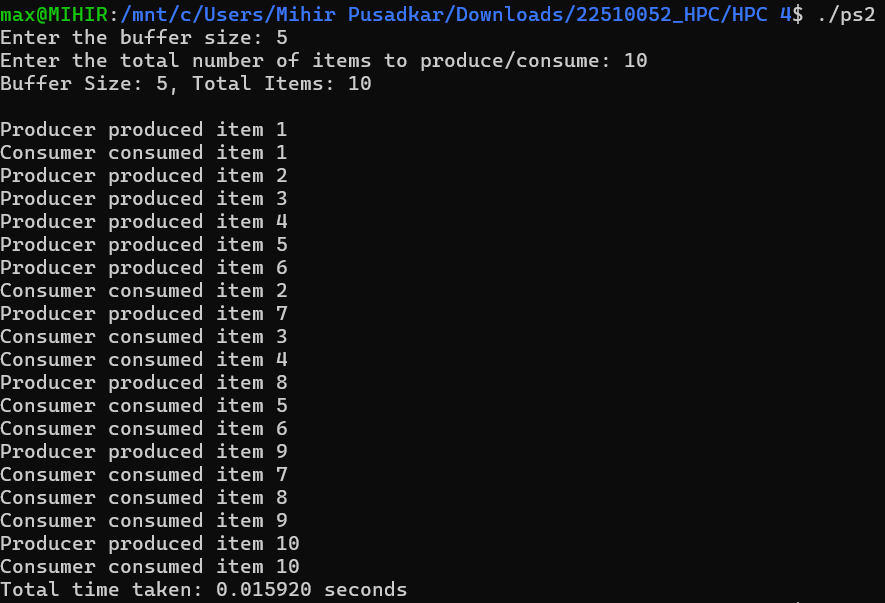 max@MIHIR:/mnt/c/Users/Mihir Pusadkar/Downloads/22510052_HPC/HPC 4$ ./ps2
Enter the buffer size: 5
Enter the total number of items to produce/consume: 10
Buffer Size: 5, Total Items: 10
Producer produced item 1
Consumer consumed item 1
Producer produced item 2
Producer produced item 3
Producer produced item 4
Producer produced item 5
Producer produced item 6
Consumer consumed item 2
Producer produced item 7
Consumer consumed item 3
Consumer consumed item 4
Producer produced item 8
Consumer consumed item 5
Consumer consumed item 6
Producer produced item 9
Consumer consumed item 7
Consumer consumed item 8
Consumer consumed item 9
Producer produced item 10
Consumer consumed item 10
Total time taken: 0.015920 seconds